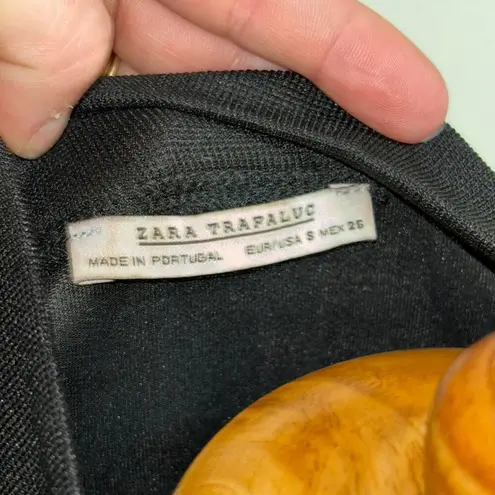 ZARA TRAFALUC
MADE IN PORTUGAL EUR/USA S MEX 26